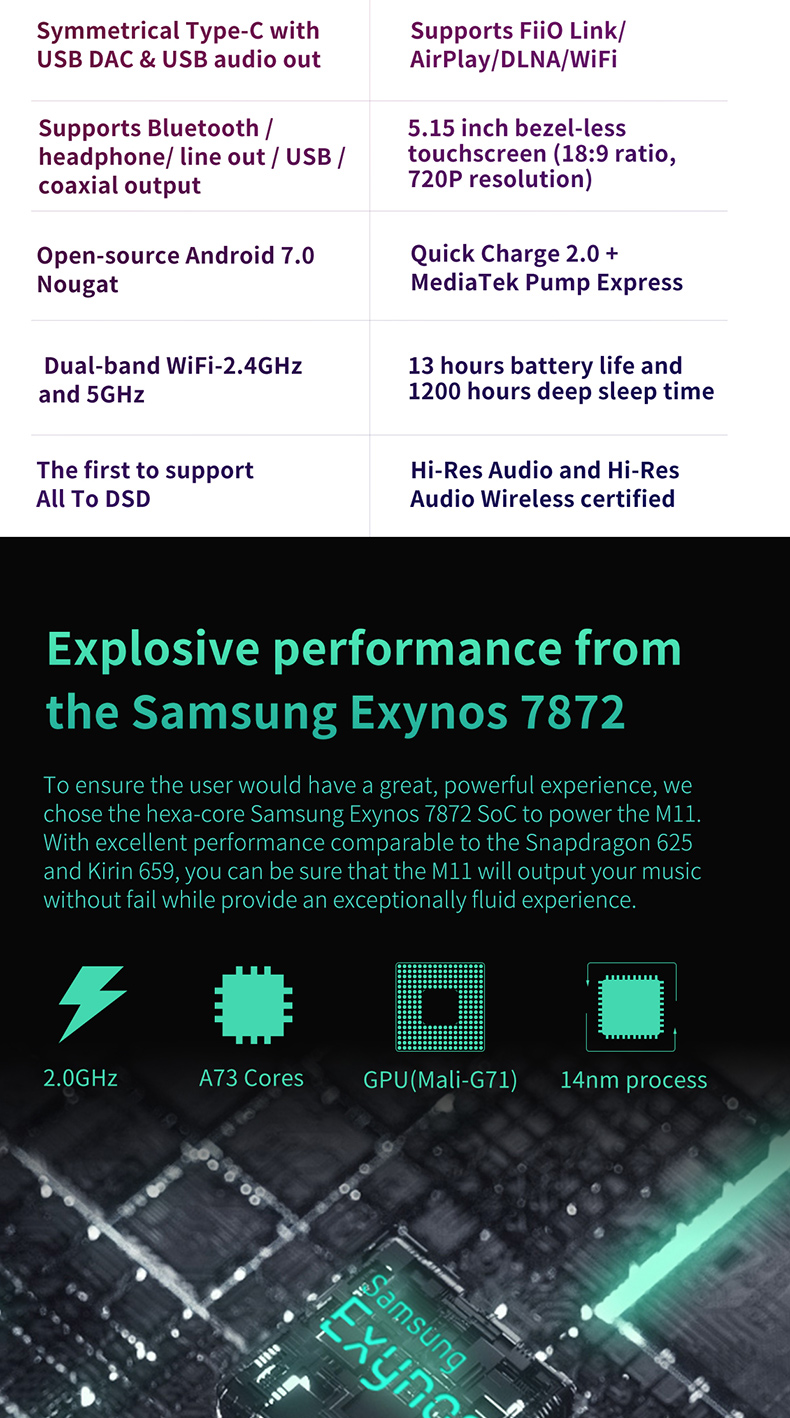 Symmetrical Type-C with
USB DAC & USB audio out
Supports FiiO Link/
AirPlay/DLNA/WiFi
Supports Bluetooth /
headphone/ line out / USB /
coaxial output
5.15 inch bezel-less
touchscreen (18:9 ratio,
720P resolution)
Open-source Android 7.0
Nougat
Quick Charge 2.0 +
MediaTek Pump Express
Dual-band WiFi-2.4GHz
and 5GHz
13 hours battery life and
1200 hours deep sleep time
The first to support
All To DSD
Hi-Res Audio and Hi-Res
Audio Wireless certified
Explosive performance from
the Samsung Exynos 7872
To ensure the user would have a great, powerful experience, we
chose the hexa-core Samsung Exynos 7872 SoC to power the M11.
With excellent performance comparable to the Snapdragon 625
and Kirin 659, you can be sure that the M11 will output your music
without fail while provide an exceptionally fluid experience.
2.0GHz
A73 Cores
GPU(Mali-G71)
14nm process
Samsung
Exynos